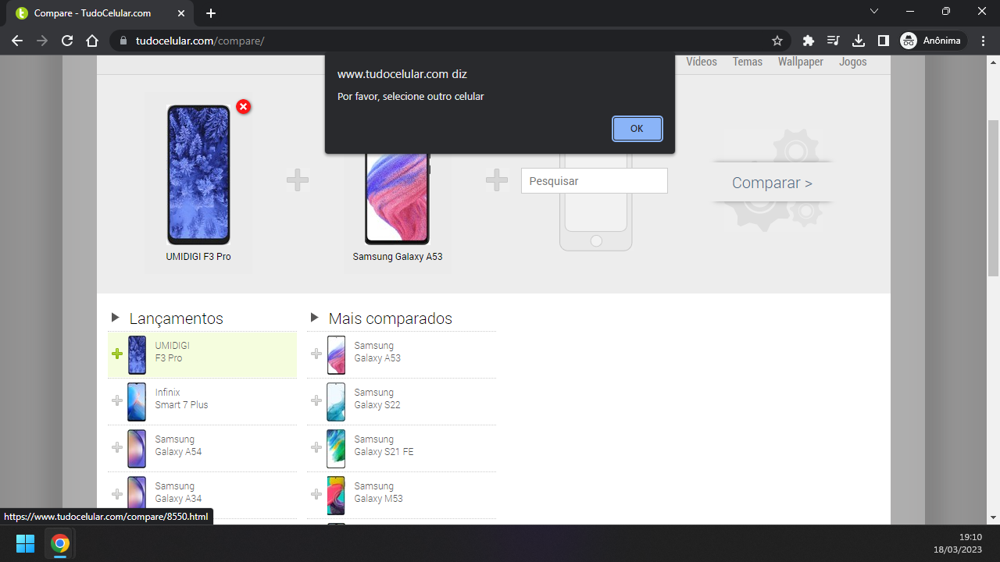 Compare - TudoCelular.com
tudocelular.com/compare/
Anônima
Vídeos Temas Wallpaper Jogos
www.tudocelular.com diz
Por favor, selecione outro celular
OK
Pesquisar
Comparar >
UMIDIGI F3 Pro
Samsung Galaxy A53
Lançamentos
UMIDIGI
F3 Pro
Infinix
Smart 7 Plus
Samsung
Galaxy A54
Samsung
Galaxy A34
Mais comparados
Samsung
Galaxy A53
Samsung
Galaxy S22
Samsung
Galaxy S21 FE
Samsung
Galaxy M53
https://www.tudocelular.com/compare/8550.html
19:10
18/03/2023